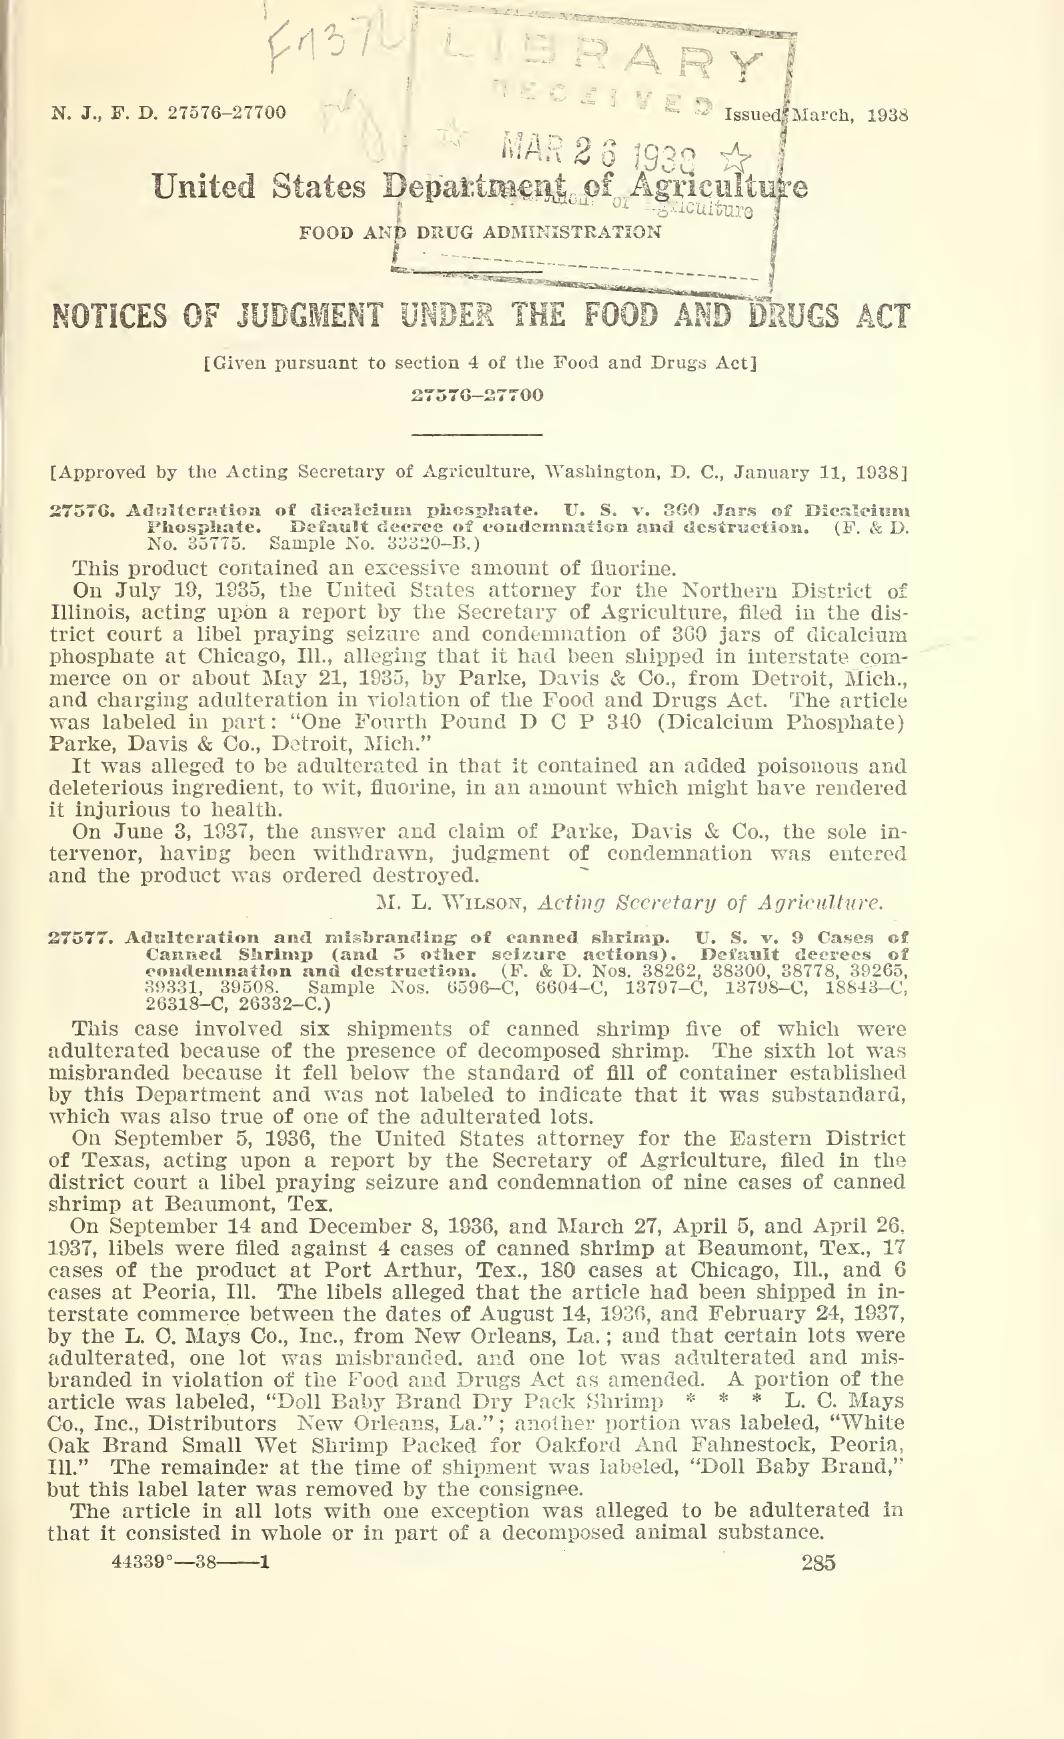 LIBRARY
RECEIVED
N. J., F. D. 27576–27700
Issued March, 1938
MAR 26 1938 ☆
United States Department of Agriculture
FOOD AND DRUG ADMINISTRATION
NOTICES OF JUDGMENT UNDER THE FOOD AND DRUGS ACT
[Given pursuant to section 4 of the Food and Drugs Act]
27576–27700
[Approved by the Acting Secretary of Agriculture, Washington, D. C., January 11, 1938]
27576. Adulteration of dicalcium phosphate. U. S. v. 360 Jars of Dicalcium
Phosphate. Default decree of condemnation and destruction. (F. & D.
No. 35775. Sample No. 33320–B.)
This product contained an excessive amount of fluorine.
On July 19, 1935, the United States attorney for the Northern District of
Illinois, acting upon a report by the Secretary of Agriculture, filed in the dis-
trict court a libel praying seizure and condemnation of 360 jars of dicalcium
phosphate at Chicago, Ill., alleging that it had been shipped in interstate com-
merce on or about May 21, 1935, by Parke, Davis & Co., from Detroit, Mich.,
and charging adulteration in violation of the Food and Drugs Act. The article
was labeled in part: “One Fourth Pound D C P 340 (Dicalcium Phosphate)
Parke, Davis & Co., Detroit, Mich.”
It was alleged to be adulterated in that it contained an added poisonous and
deleterious ingredient, to wit, fluorine, in an amount which might have rendered
it injurious to health.
On June 3, 1937, the answer and claim of Parke, Davis & Co., the sole in-
tervenor, having been withdrawn, judgment of condemnation was entered
and the product was ordered destroyed.
M. L. WILSON, Acting Secretary of Agriculture.
27577. Adulteration and misbranding of canned shrimp. U. S. v. 9 Cases of
Canned Shrimp (and 5 other seizure actions). Default decrees of
condemnation and destruction. (F. & D. Nos. 38262, 38300, 38778, 39265,
39331, 39508. Sample Nos. 6596–C, 6604–C, 13797–C, 13798–C, 18843–C,
26318–C, 26332–C.)
This case involved six shipments of canned shrimp five of which were
adulterated because of the presence of decomposed shrimp. The sixth lot was
misbranded because it fell below the standard of fill of container established
by this Department and was not labeled to indicate that it was substandard,
which was also true of one of the adulterated lots.
On September 5, 1936, the United States attorney for the Eastern District
of Texas, acting upon a report by the Secretary of Agriculture, filed in the
district court a libel praying seizure and condemnation of nine cases of canned
shrimp at Beaumont, Tex.
On September 14 and December 8, 1936, and March 27, April 5, and April 26,
1937, libels were filed against 4 cases of canned shrimp at Beaumont, Tex., 17
cases of the product at Port Arthur, Tex., 180 cases at Chicago, Ill., and 6
cases at Peoria, Ill. The libels alleged that the article had been shipped in in-
terstate commerce between the dates of August 14, 1936, and February 24, 1937,
by the L. C. Mays Co., Inc., from New Orleans, La.; and that certain lots were
adulterated, one lot was misbranded. and one lot was adulterated and mis-
branded in violation of the Food and Drugs Act as amended. A portion of the
article was labeled, “Doll Baby Brand Dry Pack Shrimp * * * L. C. Mays
Co., Inc., Distributors New Orleans, La.”; another portion was labeled, “White
Oak Brand Small Wet Shrimp Packed for Oakford And Fahnestock, Peoria,
Ill.” The remainder at the time of shipment was labeled, “Doll Baby Brand,”
but this label later was removed by the consignee.
The article in all lots with one exception was alleged to be adulterated in
that it consisted in whole or in part of a decomposed animal substance.
44339°—38——1
285